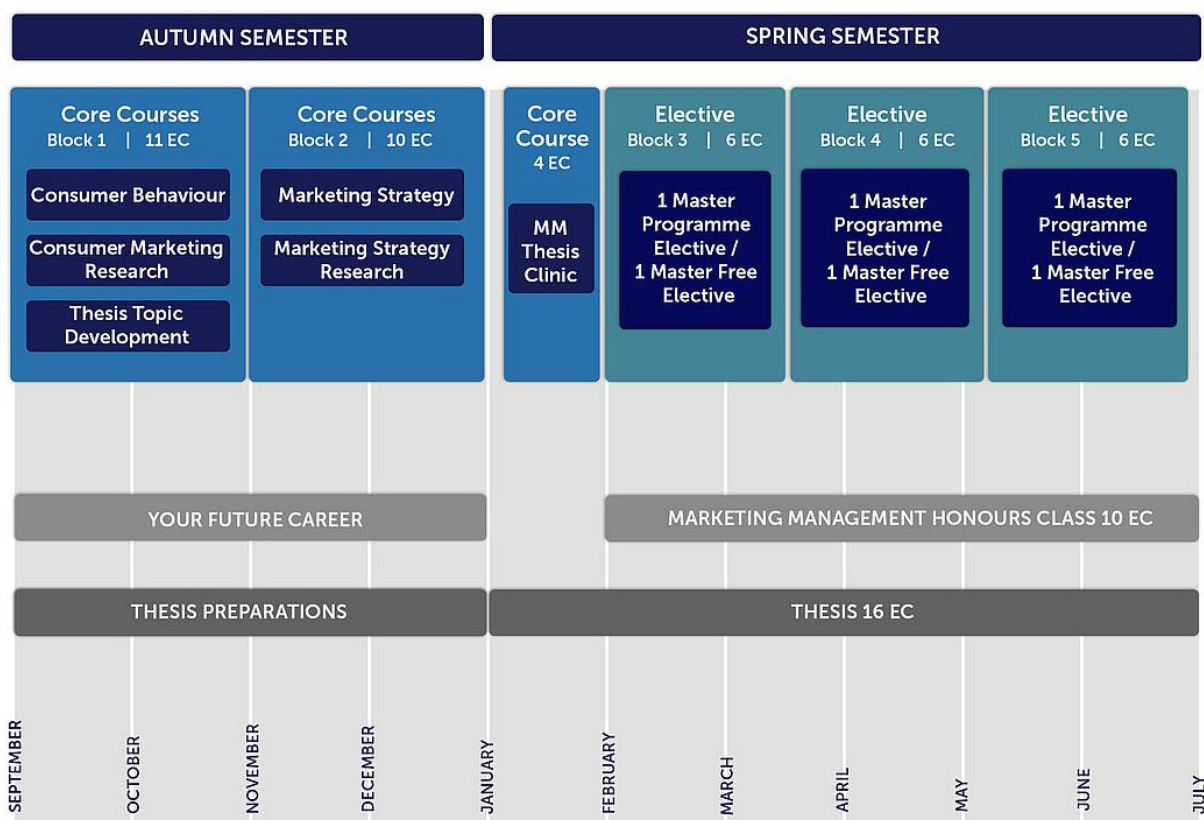 AUTUMN SEMESTER
SPRING SEMESTER
Core Courses
Block 1 | 11 EC
Consumer Behaviour
Consumer Marketing
Research
Thesis Topic
Development
Core Courses
Block 2 | 10 EC
Marketing Strategy
Marketing Strategy
Research
Core
Course
4 EC
MM
Thesis
Clinic
Elective
Block 3 | 6 EC
1 Master
Programme
Elective /
1 Master Free
Elective
Elective
Block 4 | 6 EC
1 Master
Programme
Elective /
1 Master Free
Elective
Elective
Block 5 | 6 EC
1 Master
Programme
Elective /
1 Master Free
Elective
YOUR FUTURE CAREER
MARKETING MANAGEMENT HONOURS CLASS 10 EC
THESIS PREPARATIONS
THESIS 16 EC
SEPTEMBER
OCTOBER
NOVEMBER
DECEMBER
JANUARY
FEBRUARY
MARCH
APRIL
MAY
JUNE
JULY